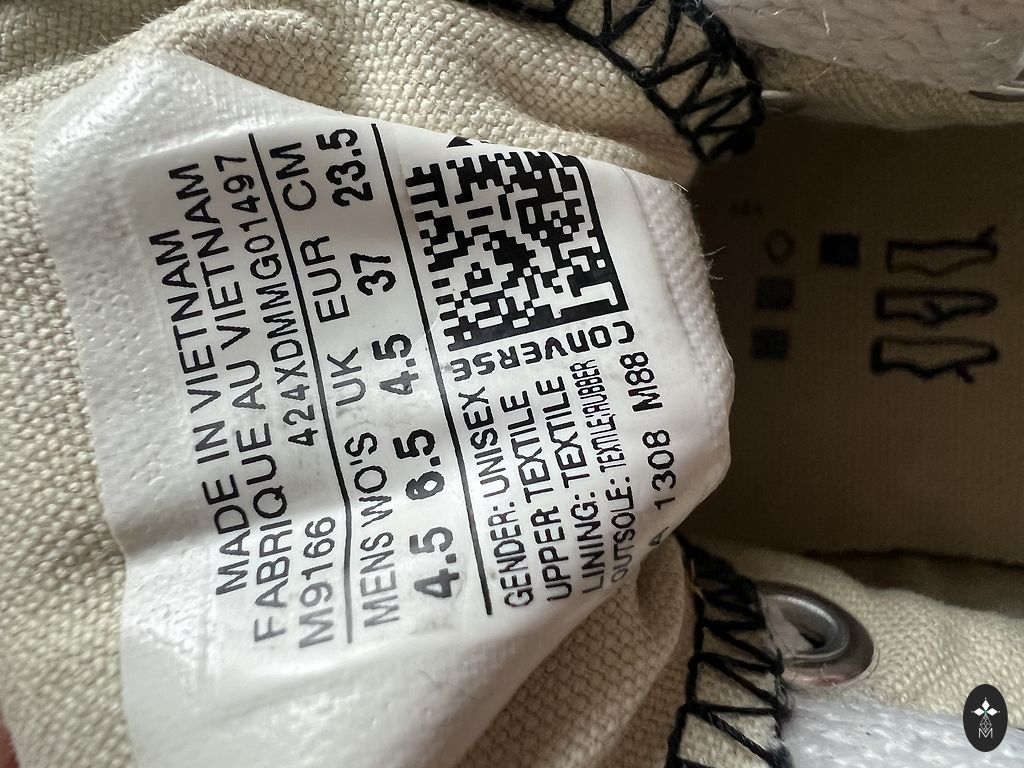 MADE IN VIETNAM
FABRIQUE AU VIETNAM
M9166 424XDMMG01497
MENS WO'S UK EUR CM
4.5 6.5 4.5 37 23.5
CONVERSE
GENDER: UNISEX
UPPER TEXTILE
LINING: TEXTILE
OUTSOLE: TEXTILE/RUBBER
A 1308 M88
M